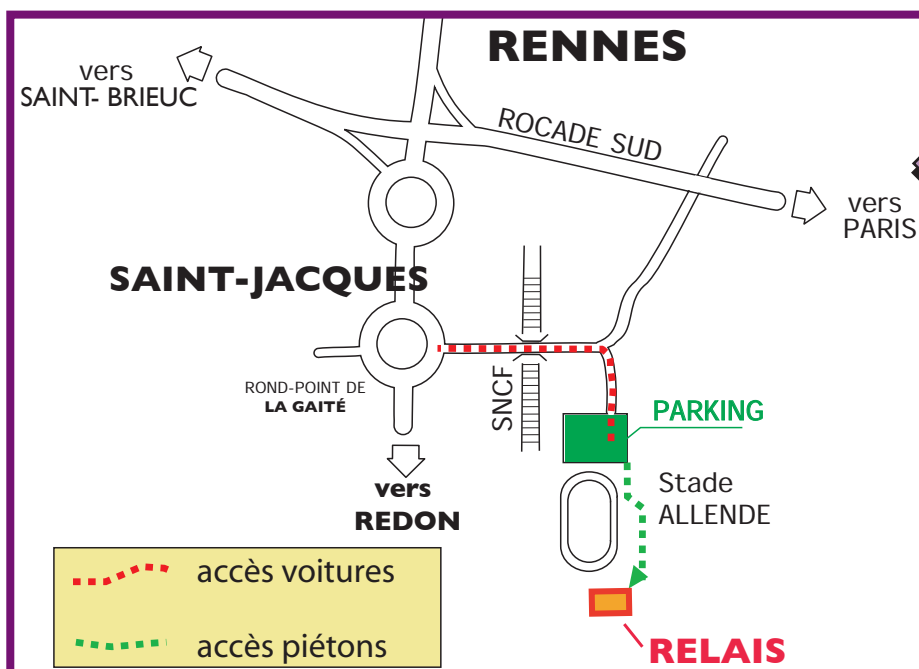 RENNES
vers
SAINT- BRIEUC
ROCADE SUD
vers
PARIS
SAINT-JACQUES
ROND-POINT DE
LA GAITÉ
SNCF
PARKING
vers
REDON
Stade
ALLENDE
accès voitures
accès piétons
RELAIS